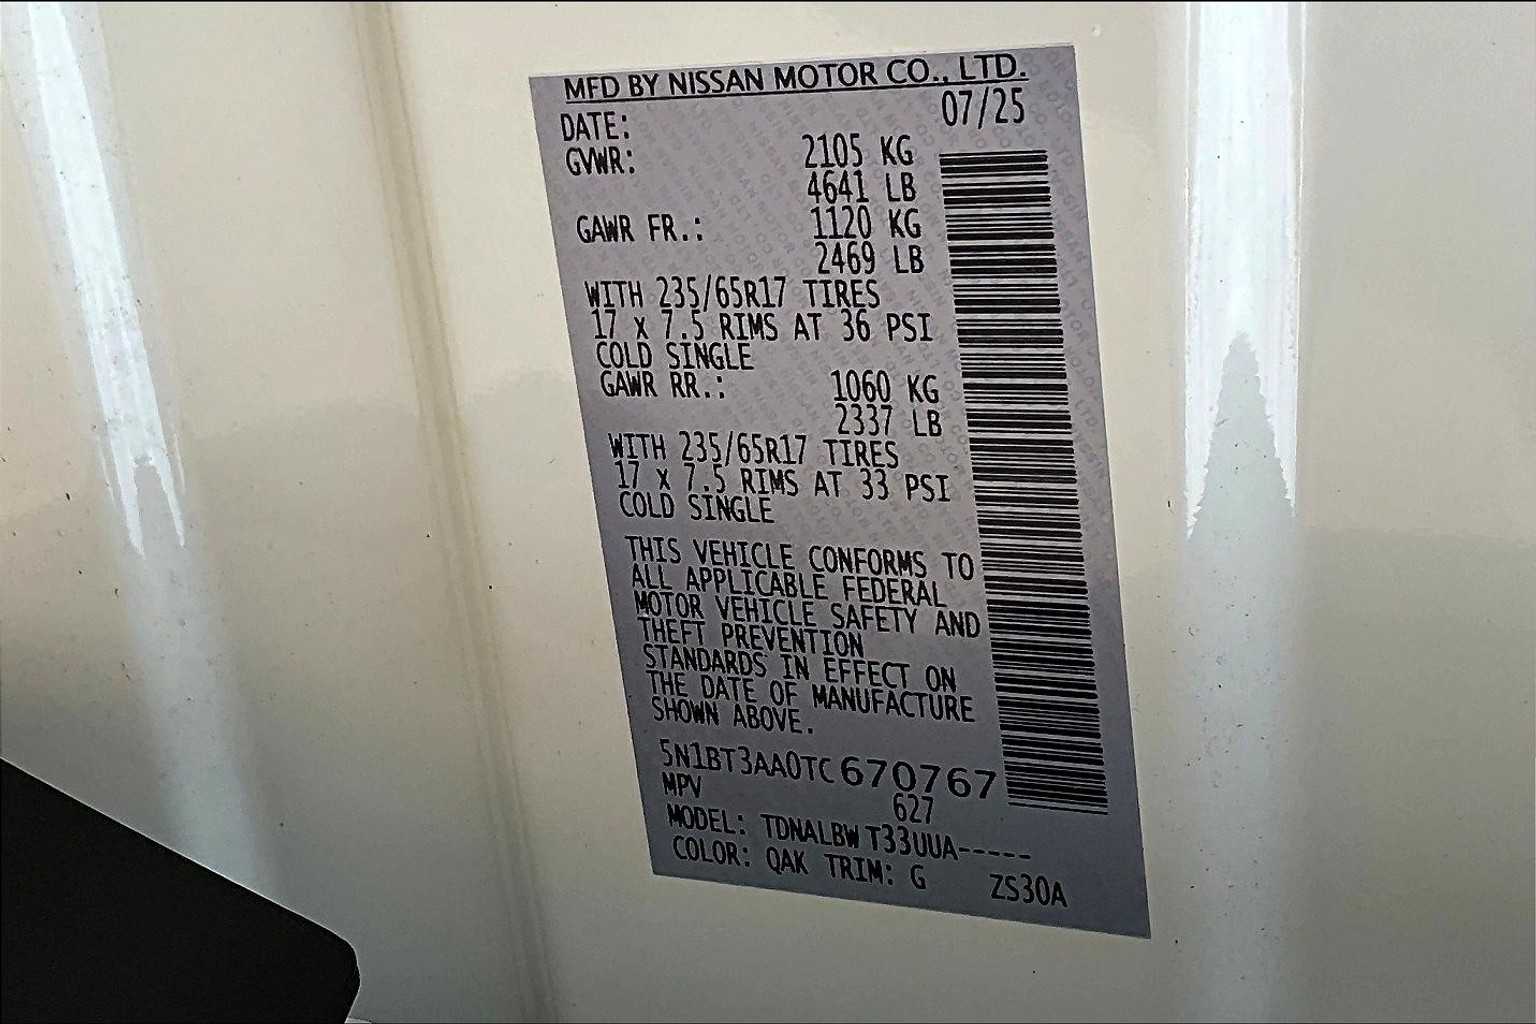 MFD BY NISSAN MOTOR CO., LTD.
DATE: 07/25
GVWR: 2105 KG
4641 LB
GAWR FR.: 1120 KG
2469 LB
WITH 235/65R17 TIRES
17 x 7.5 RIMS AT 36 PSI
COLD SINGLE
GAWR RR.: 1060 KG
2337 LB
WITH 235/65R17 TIRES
17 x 7.5 RIMS AT 33 PSI
COLD SINGLE
THIS VEHICLE CONFORMS TO
ALL APPLICABLE FEDERAL
MOTOR VEHICLE SAFETY AND
THEFT PREVENTION
STANDARDS IN EFFECT ON
THE DATE OF MANUFACTURE
SHOWN ABOVE.
5N1BT3AA0TC670767
MPV 627
MODEL: TDNALBW T33UUA-----
COLOR: QAK TRIM: G ZS30A